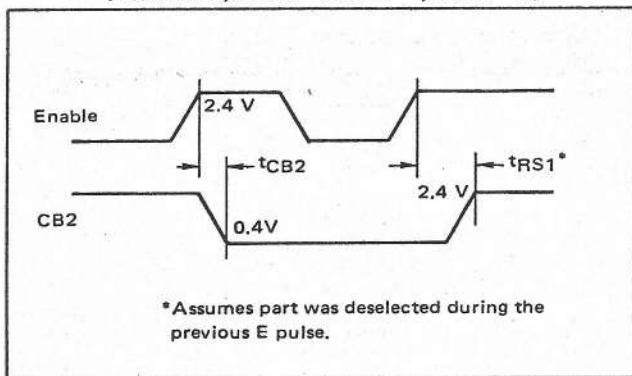 Enable
2.4 V
tCB2
tRS1*
2.4 V
CB2
0.4V
*Assumes part was deselected during the
previous E pulse.